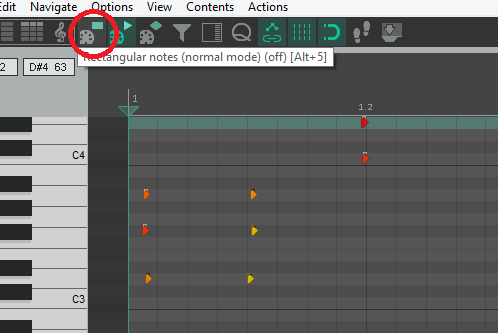 Edit Navigate Options View Contents Actions
Rectangular notes (normal mode) (off) [Alt+5]
2 D#4 63
1
1.2
C4
C3